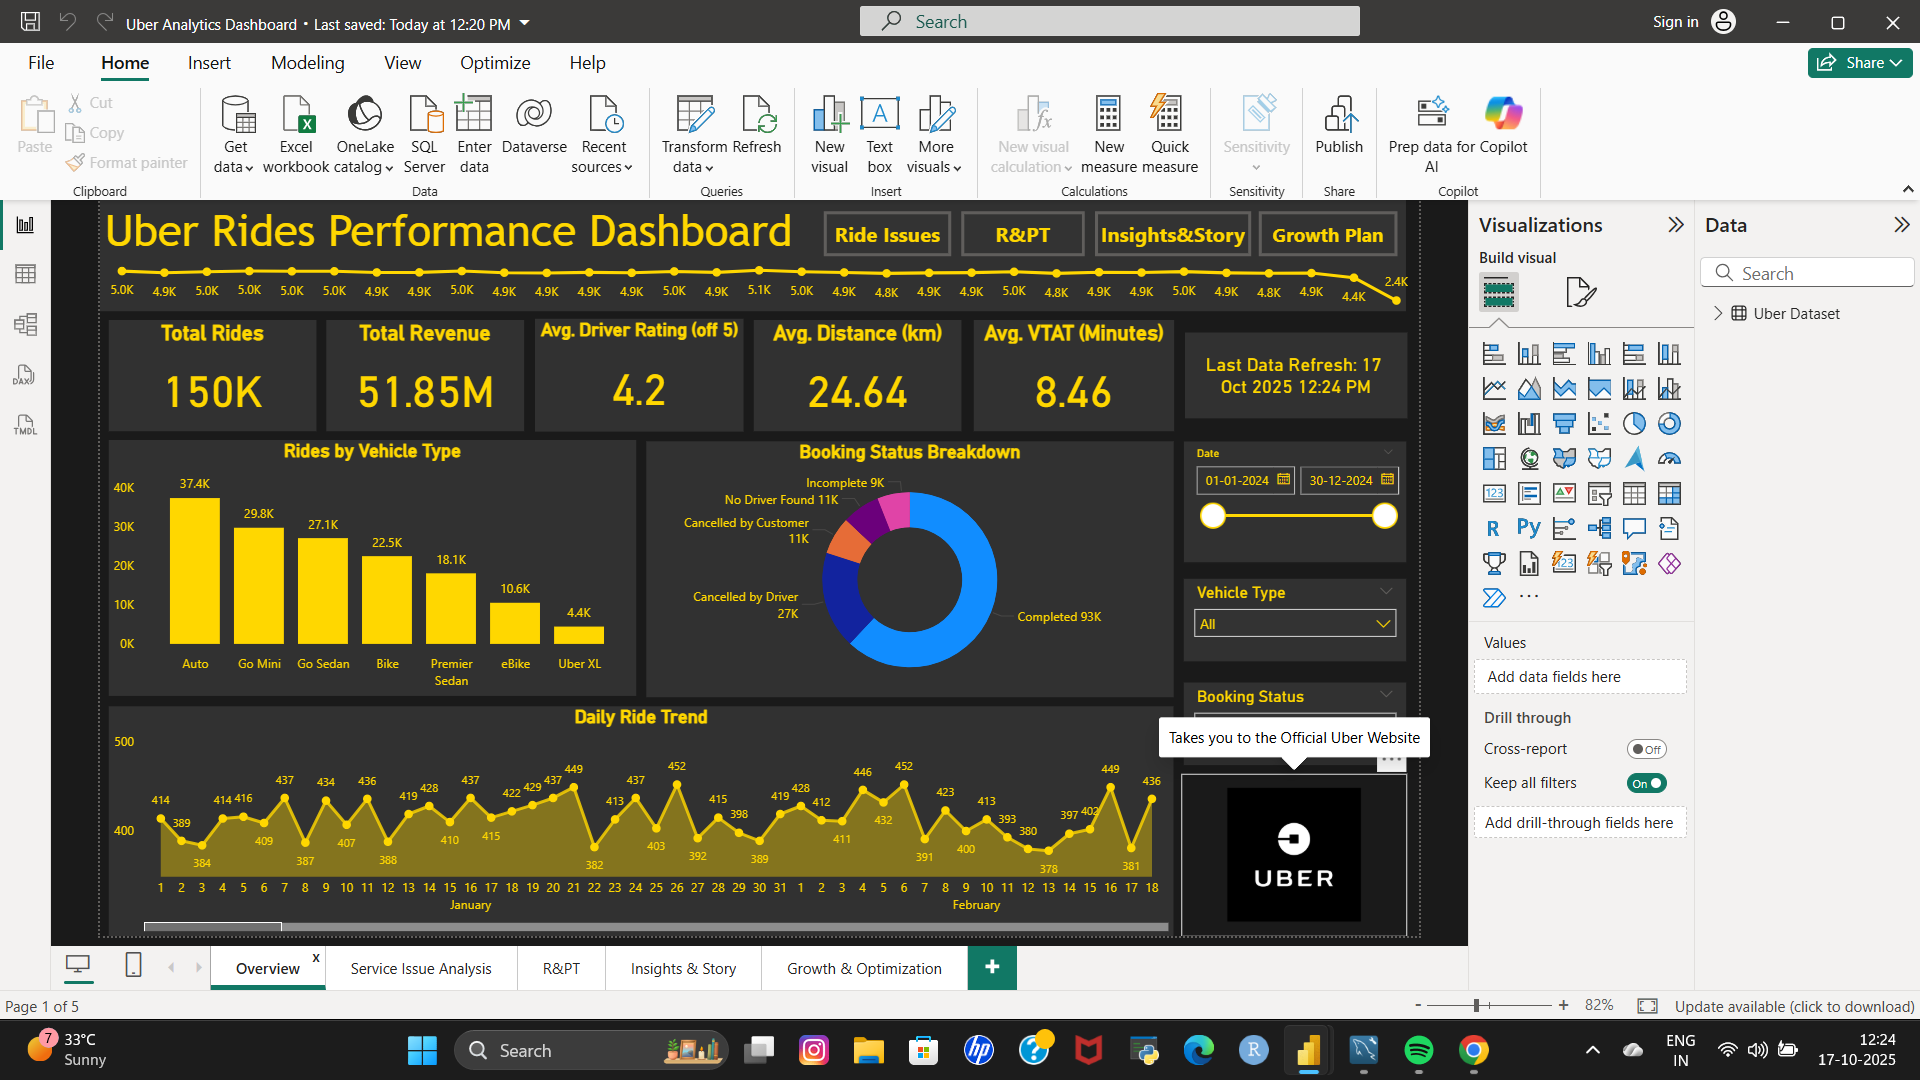 Uber Analytics Dashboard • Last saved: Today at 12:20 PM
Search
Sign in
File
Home
Insert
Modeling
View
Optimize
Help
Share
Paste
Cut
Copy
Format painter
Clipboard
Get data
Excel workbook
OneLake catalog
SQL Server
Enter data
Dataverse
Recent sources
Data
Transform data
Refresh
Queries
New visual
Text box
More visuals
Insert
New visual calculation
New measure
Quick measure
Calculations
Sensitivity
Sensitivity
Publish
Share
Prep data for AI
Copilot
Copilot
DAX
TMDL
Uber Rides Performance Dashboard
Ride Issues
R&PT
Insights&Story
Growth Plan
5.0K 4.9K 5.0K 5.0K 5.0K 5.0K 4.9K 4.9K 5.0K 4.9K 4.9K 4.9K 4.9K 5.0K 4.9K 5.1K 5.0K 4.9K 4.8K 4.9K 4.9K 5.0K 4.8K 4.9K 4.9K 5.0K 4.9K 4.8K 4.9K 4.4K 2.4K
Total Rides
150K
Total Revenue
51.85M
Avg. Driver Rating (off 5)
4.2
Avg. Distance (km)
24.64
Avg. VTAT (Minutes)
8.46
Last Data Refresh: 17
Oct 2025 12:24 PM
Rides by Vehicle Type
40K
30K
20K
10K
0K
37.4K
29.8K
27.1K
22.5K
18.1K
10.6K
4.4K
Auto
Go Mini
Go Sedan
Bike
Premier
Sedan
eBike
Uber XL
Booking Status Breakdown
Incomplete 9K
No Driver Found 11K
Cancelled by Customer
11K
Cancelled by Driver
27K
Completed 93K
Date
01-01-2024
30-12-2024
Vehicle Type
All
Booking Status
Takes you to the Official Uber Website
UBER
Daily Ride Trend
500
400
414 389 384 414 416 409 437 387 434 407 436 388 419 428 410 437 415 422 429 437 449 382 413 437 403 452 392 415 398 389 419 428 412 411 446 432 452 391 423 400 413 393 380 378 397 402 449 381 436
1 2 3 4 5 6 7 8 9 10 11 12 13 14 15 16 17 18 19 20 21 22 23 24 25 26 27 28 29 30 31 1 2 3 4 5 6 7 8 9 10 11 12 13 14 15 16 17 18
January
February
Visualizations
Build visual
123
R
Py
123
Values
Add data fields here
Drill through
Cross-report
Off
Keep all filters
On
Add drill-through fields here
Data
Search
Uber Dataset
Overview
x
Service Issue Analysis
R&PT
Insights & Story
Growth & Optimization
+
Page 1 of 5
- + 82%
Update available (click to download)
7
33°C
Sunny
Search
hp
?
R
ENG
IN
12:24
17-10-2025